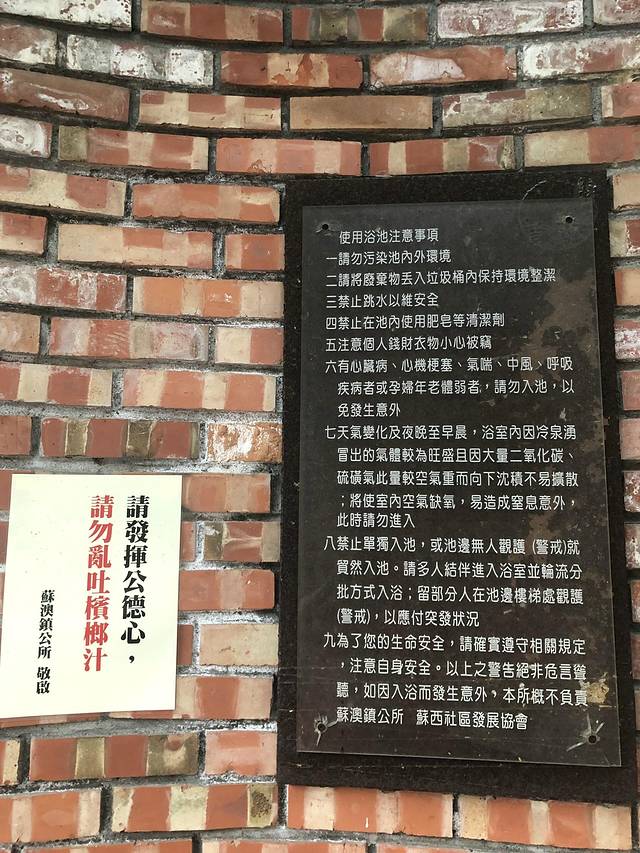 使用浴池注意事項
一請勿污染池內外環境
二請將廢棄物丟入垃圾桶內保持環境整潔
三禁止跳水以維安全
四禁止在池內使用肥皂等清潔劑
五注意個人錢財衣物小心被竊
六有心臟病、心機梗塞、氣喘、中風、呼吸
疾病者或孕婦年老體弱者，請勿入池，以
免發生意外
七天氣變化及夜晚至早晨，浴室內因冷泉湧
冒出的氣體較為旺盛且因大量二氧化碳、
硫磺氣此量較空氣重而向下沈積不易擴散
；將使室內空氣缺氧，易造成窒息意外，
此時請勿進入
八禁止單獨入池，或池邊無人觀護 (警戒)就
貿然入池。請多人結伴進入浴室並輪流分
批方式入浴；留部分人在池邊樓梯處觀護
(警戒)，以應付突發狀況
九為了您的生命安全，請確實遵守相關規定
，注意自身安全。以上之警告絕非危言聳
聽，如因入浴而發生意外，本所概不負責
蘇澳鎮公所 蘇西社區發展協會
請發揮公德心，
請勿亂吐檳榔汁
蘇澳鎮公所 敬啟